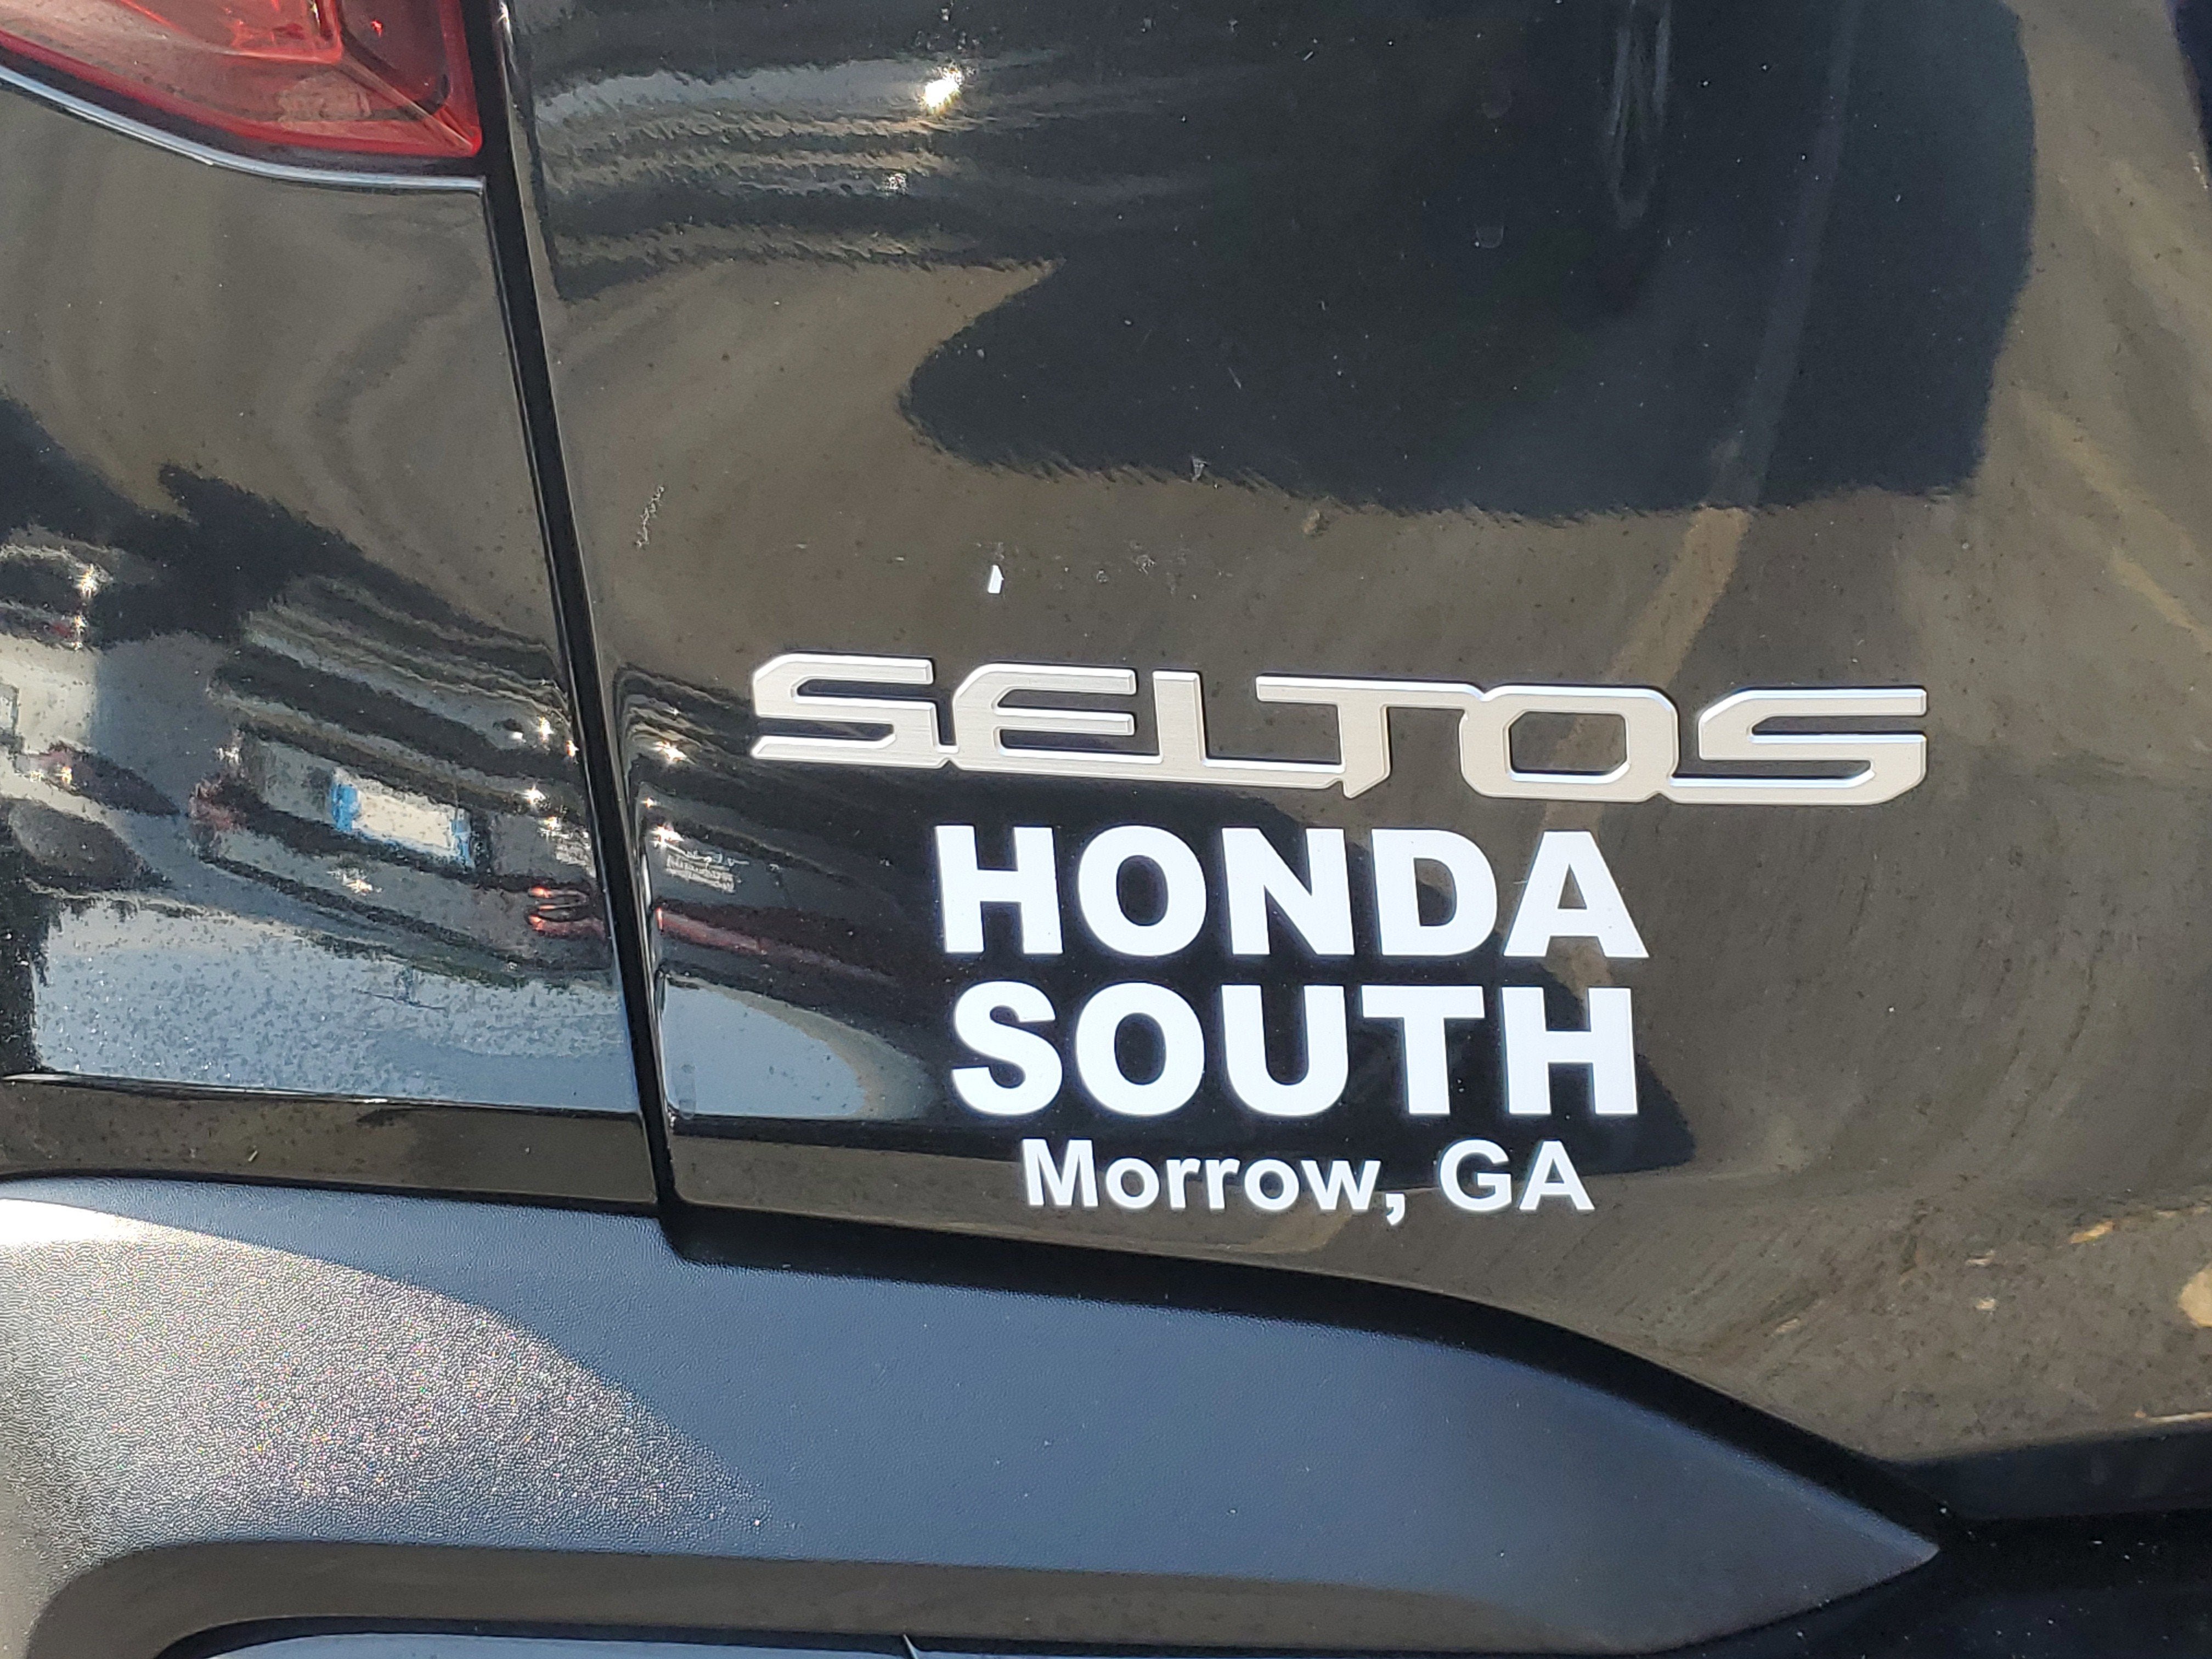 SELTOS
HONDA
SOUTH
Morrow, GA